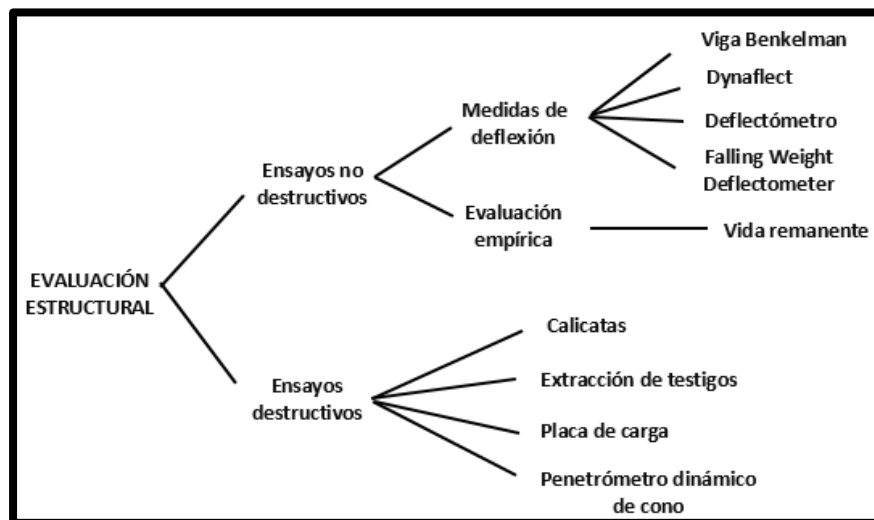 EVALUACIÓN
ESTRUCTURAL
Ensayos no
destructivos
Medidas de
deflexión
Viga Benkelman
Dynaflect
Deflectómetro
Falling Weight
Deflectometer
Evaluación
empírica
Vida remanente
Ensayos
destructivos
Calicatas
Extracción de testigos
Placa de carga
Penetrómetro dinámico
de cono